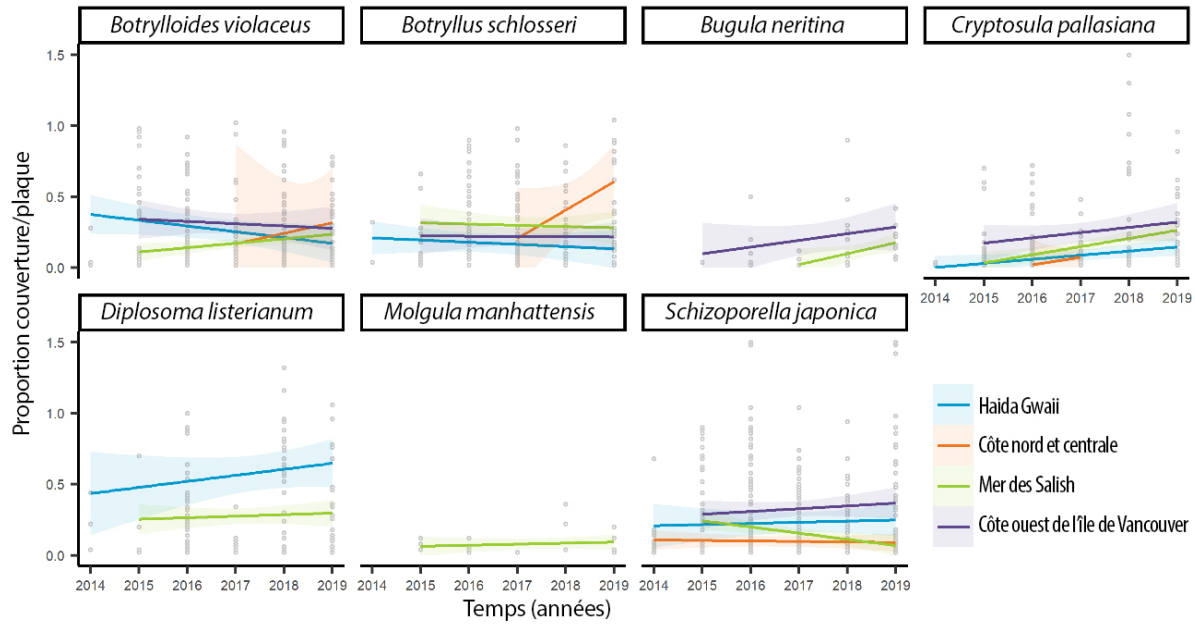 Botrylloides violaceus
Botryllus schlosseri
Bugula neritina
Cryptosula pallasiana
1.5
1.0
0.5
0.0
2014 2015 2016 2017 2018 2019
Diplosoma listerianum
Molgula manhattensis
Schizoporella japonica
1.5
1.0
0.5
0.0
2014 2015 2016 2017 2018 2019
2014 2015 2016 2017 2018 2019
2014 2015 2016 2017 2018 2019
Proportion couverture/plaque
Temps (années)
Haida Gwaii
Côte nord et centrale
Mer des Salish
Côte ouest de l'île de Vancouver